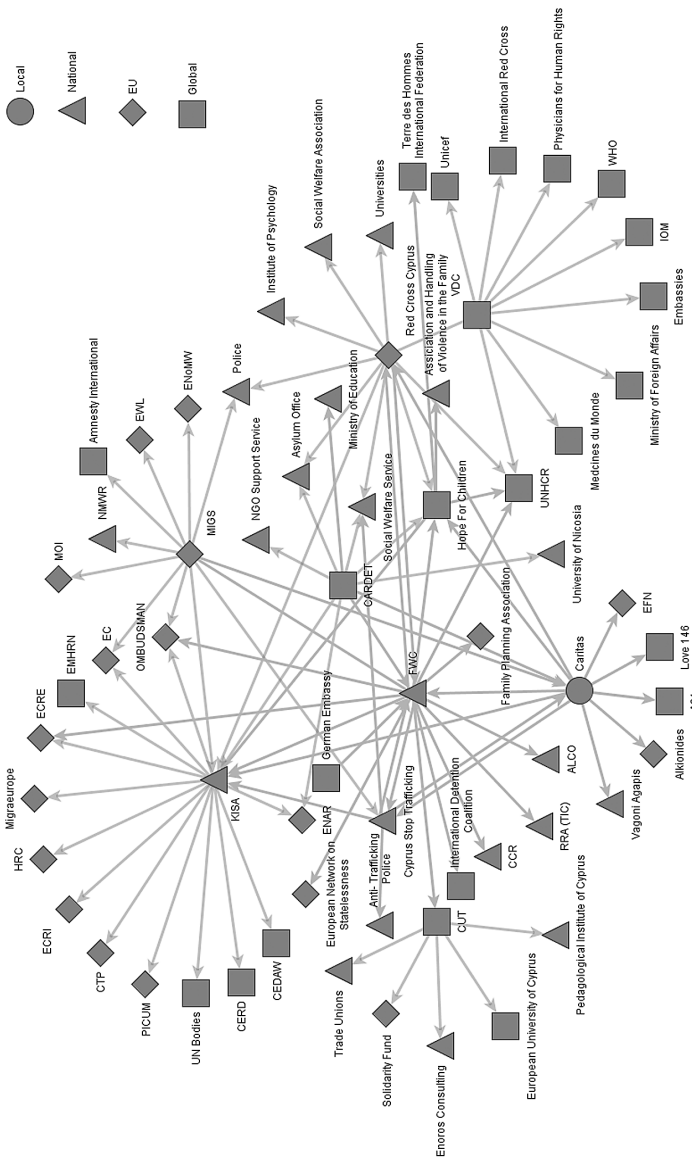 Local
National
EU
Global
Terre des Hommes
International Federation
Unicef
International Red Cross
Physicians for Human Rights
WHO
IOM
Embassies
Ministry of Foreign Affairs
Medcines du Monde
Social Welfare Association
Universities
Institute of Psychology
Red Cross Cyprus
Assiciation and Handling
of Violence in the Family
VDC
Amnesty International
Police
ENoMW
EWL
NMWR
MOI
MIGS
Ministry of Education
Asylum Office
NGO Support Service
Social Welfare Service
Hope For Children
UNHCR
University of Nicosia
CARDET
EC
OMBUDSMAN
EMHRN
ECRE
Migraeurope
HRC
ECRI
CTP
PICUM
UN Bodies
CERD
CEDAW
KISA
German Embassy
ENAR
European Network on
Statelessness
FWC
Family Planning Association
Caritas
EFN
Love 146
Alkionides
Vagoni Agapis
ALCO
RRA (TIC)
CCR
International Detention
Coalition
Cyprus Stop Trafficking
Anti- Trafficking
Police
CUT
Trade Unions
Solidarity Fund
Enoros Consulting
European University of Cyprus
Pedagological Institute of Cyprus